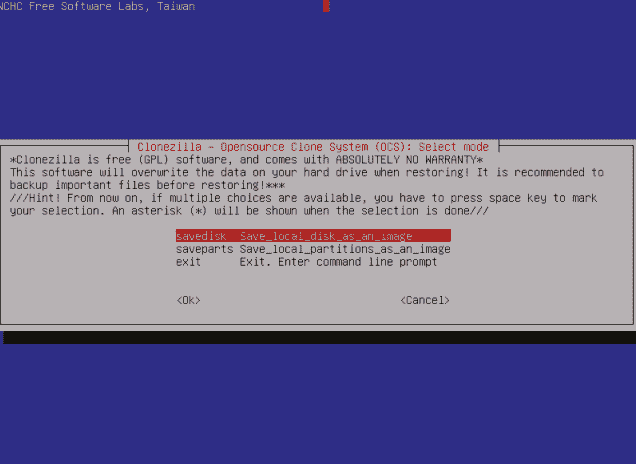 NCHC Free Software Labs, Taiwan
Clonezilla - Opensource Clone System (OCS): Select mode
*Clonezilla is free (GPL) software, and comes with ABSOLUTELY NO WARRANTY*
This software will overwrite the data on your hard drive when restoring! It is recommended to
backup important files before restoring!***
///Hint! From now on, if multiple choices are available, you have to press space key to mark
your selection. An asterisk (*) will be shown when the selection is done///
savedisk Save_local_disk_as_an_image
saveparts Save_local_partitions_as_an_image
exit Exit. Enter command line prompt
<Ok> <Cancel>